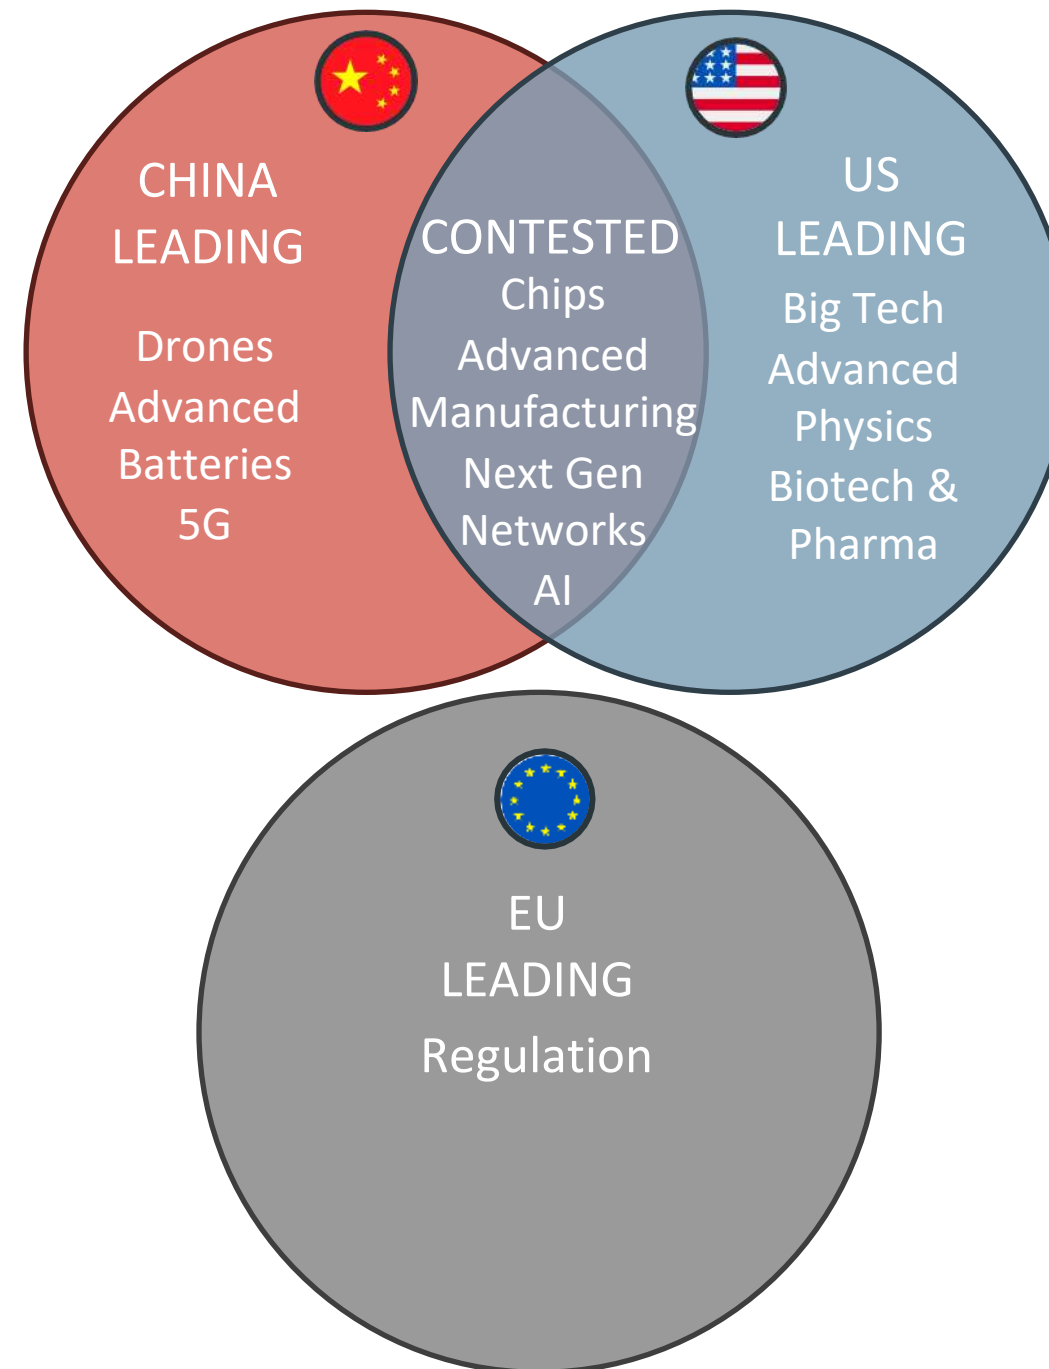 CHINA
LEADING
Drones
Advanced
Batteries
5G
CONTESTED
Chips
Advanced
Manufacturing
Next Gen
Networks
AI
US
LEADING
Big Tech
Advanced
Physics
Biotech &
Pharma
EU
LEADING
Regulation